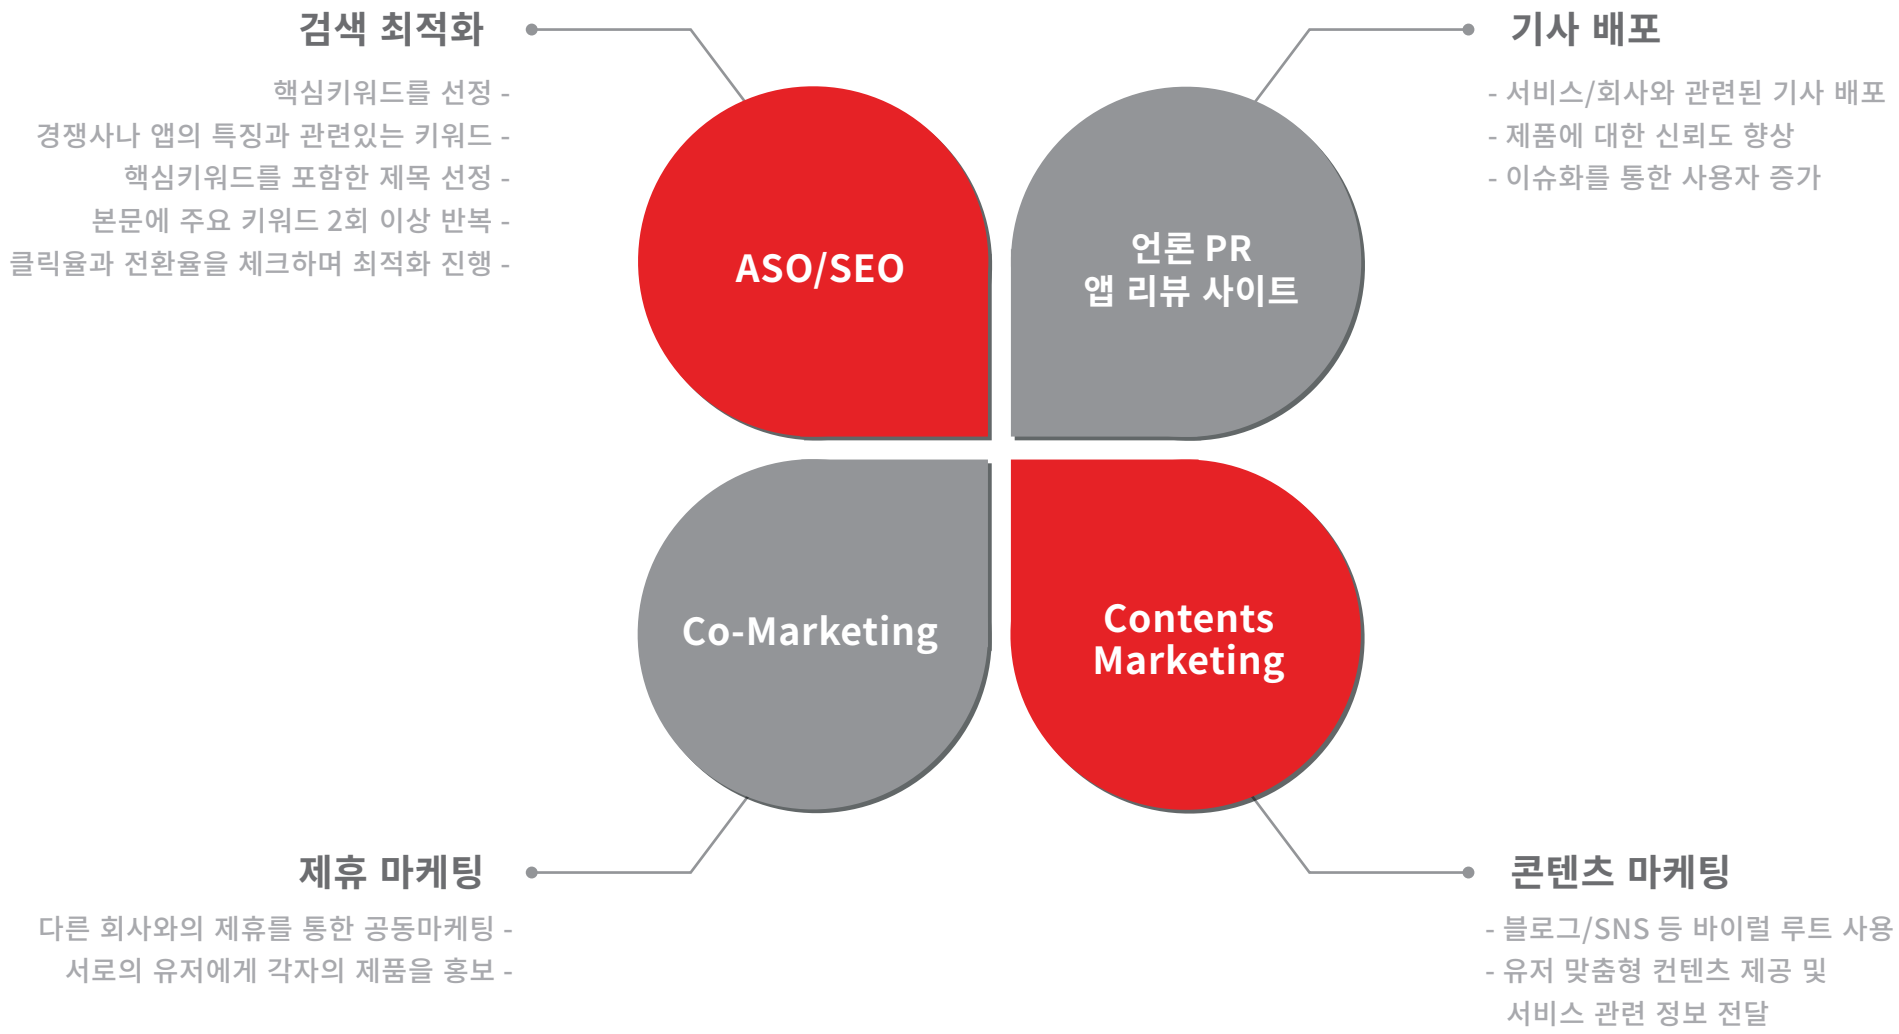 검색 최적화
핵심키워드를 선정 -
경쟁사나 앱의 특징과 관련있는 키워드 -
핵심키워드를 포함한 제목 선정 -
본문에 주요 키워드 2회 이상 반복 -
클릭율과 전환율을 체크하며 최적화 진행 -
ASO/SEO
기사 배포
- 서비스/회사와 관련된 기사 배포
- 제품에 대한 신뢰도 향상
- 이슈화를 통한 사용자 증가
언론 PR
앱 리뷰 사이트
Co-Marketing
제휴 마케팅
다른 회사와의 제휴를 통한 공동마케팅 -
서로의 유저에게 각자의 제품을 홍보 -
Contents
Marketing
콘텐츠 마케팅
- 블로그/SNS 등 바이럴 루트 사용
- 유저 맞춤형 컨텐츠 제공 및
서비스 관련 정보 전달